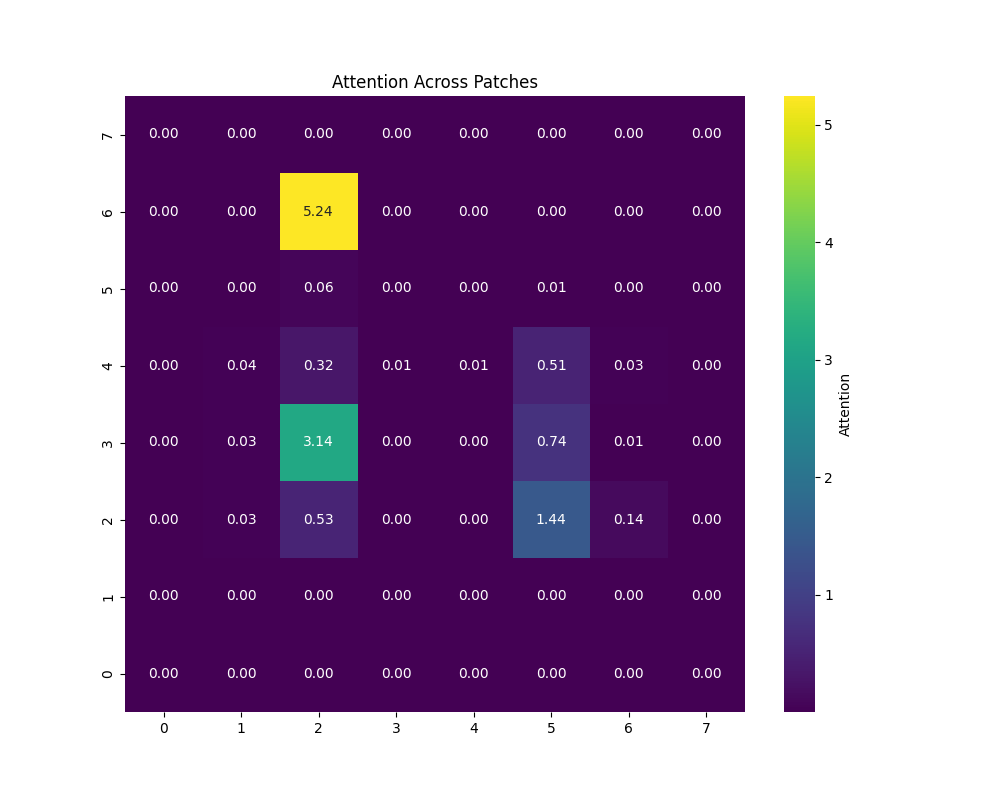 Attention Across Patches
7 0.00 0.00 0.00 0.00 0.00 0.00 0.00 0.00
6 0.00 0.00 5.24 0.00 0.00 0.00 0.00 0.00
5 0.00 0.00 0.06 0.00 0.00 0.01 0.00 0.00
4 0.00 0.04 0.32 0.01 0.01 0.51 0.03 0.00
3 0.00 0.03 3.14 0.00 0.00 0.74 0.01 0.00
2 0.00 0.03 0.53 0.00 0.00 1.44 0.14 0.00
1 0.00 0.00 0.00 0.00 0.00 0.00 0.00 0.00
0 0.00 0.00 0.00 0.00 0.00 0.00 0.00 0.00
0 1 2 3 4 5 6 7
5
4
3
2
1
Attention